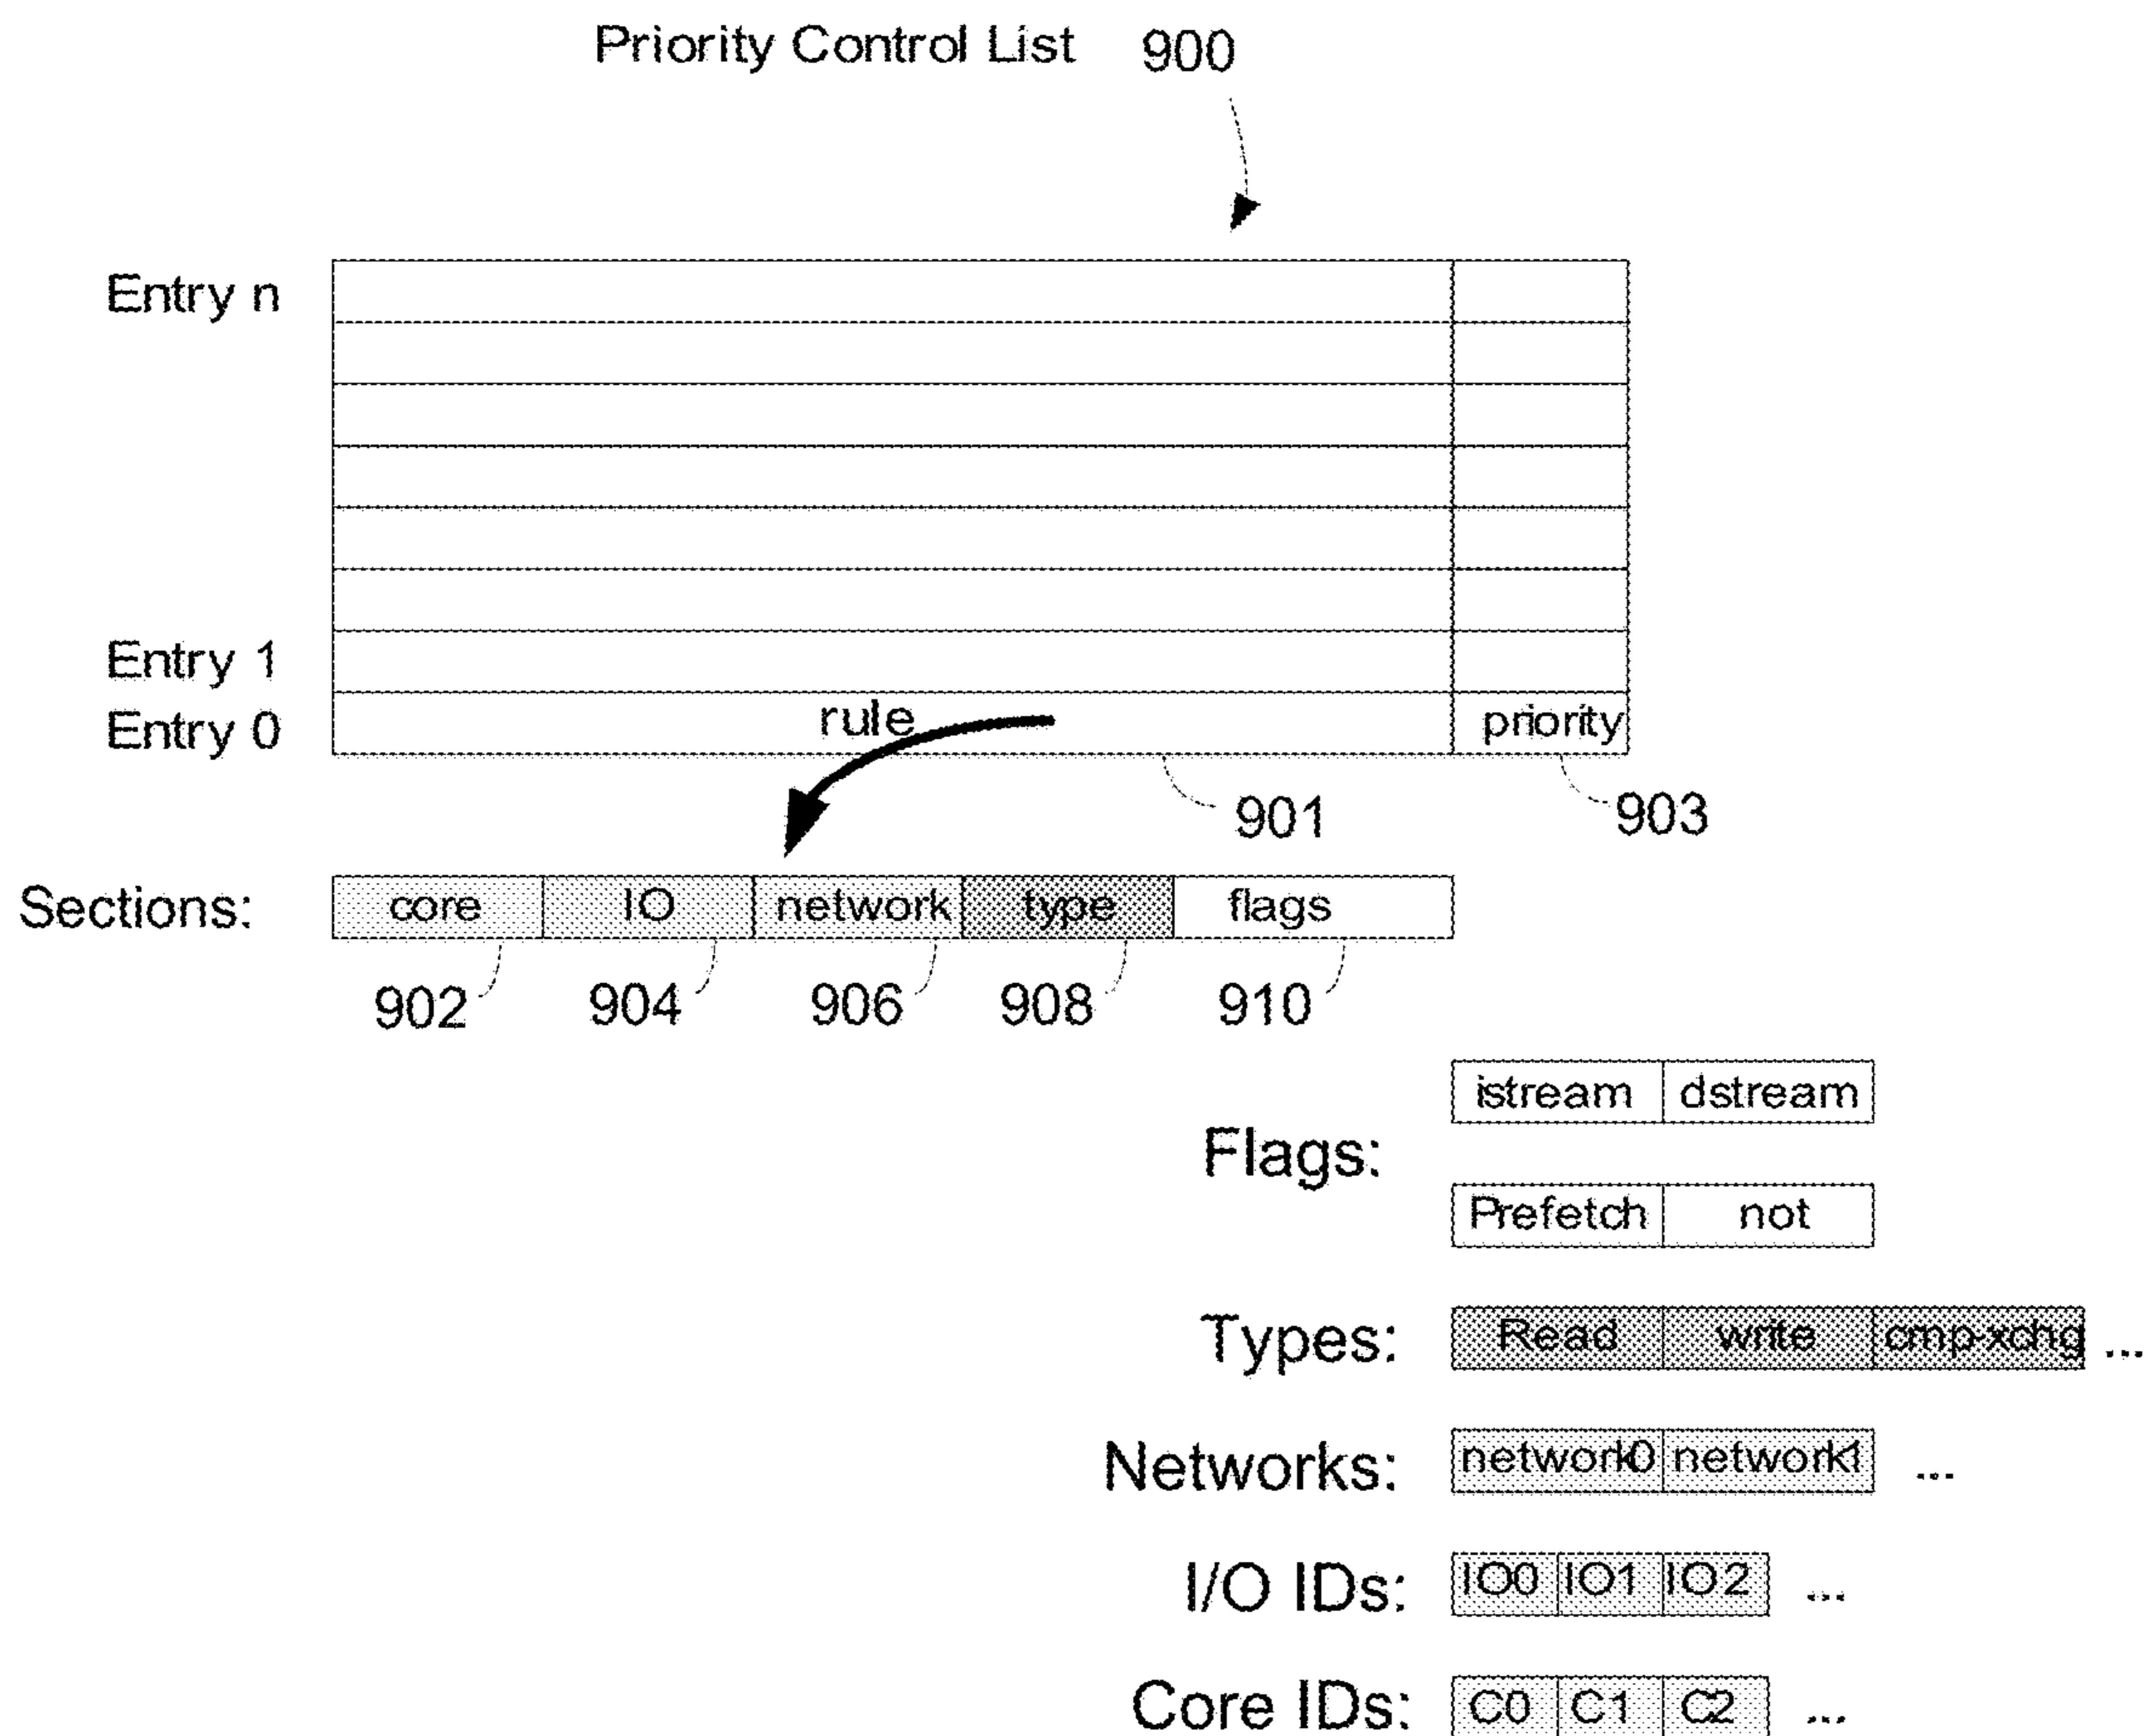 Priority Control List 900
Entry n
Entry 1
Entry 0 rule priority
901 903
Sections: core IO network type flags
902 904 906 908 910
istream dstream
Flags:
Prefetch not
Types: Read write cmp-xchg ...
Networks: network0 network1 ...
I/O IDs: IO0 IO1 IO2 ...
Core IDs: C0 C1 C2 ...